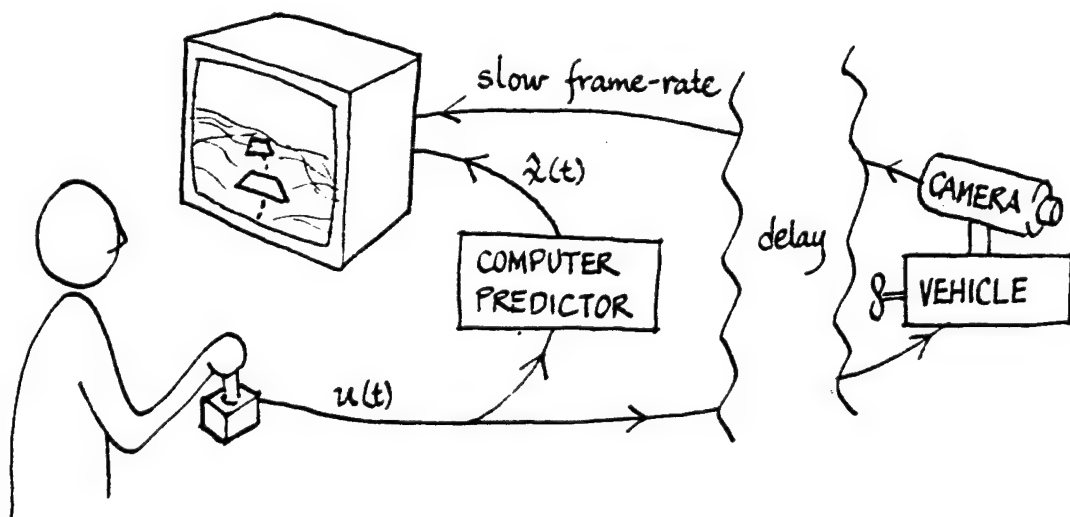 slow frame-rate
x̂(t)
CAMERA
delay
COMPUTER
PREDICTOR
VEHICLE
u(t)